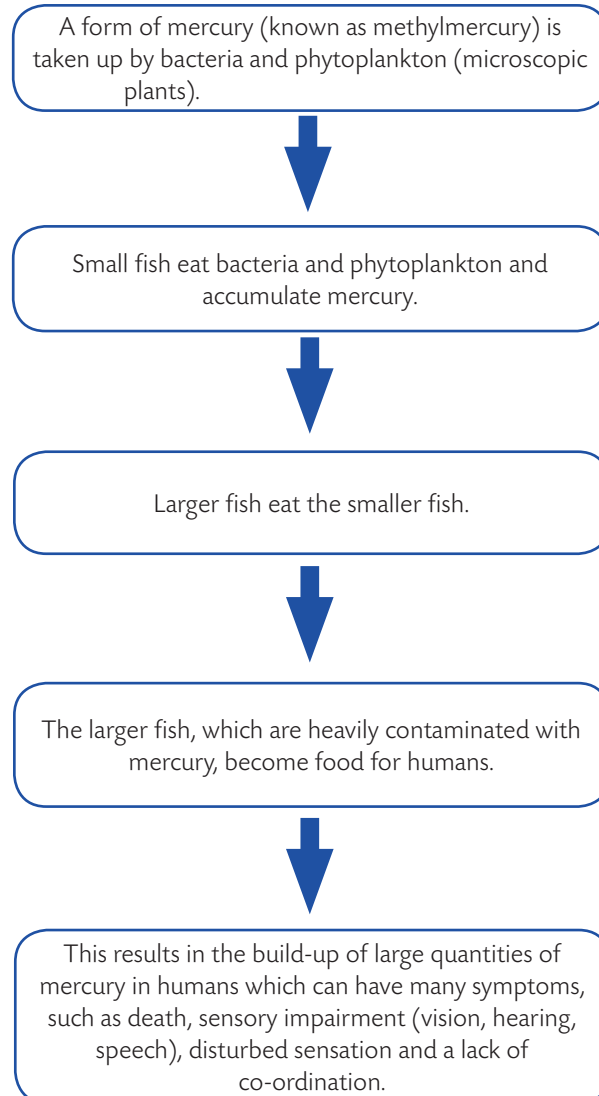 A form of mercury (known as methylmercury) is
taken up by bacteria and phytoplankton (microscopic
plants).
Small fish eat bacteria and phytoplankton and
accumulate mercury.
Larger fish eat the smaller fish.
The larger fish, which are heavily contaminated with
mercury, become food for humans.
This results in the build-up of large quantities of
mercury in humans which can have many symptoms,
such as death, sensory impairment (vision, hearing,
speech), disturbed sensation and a lack of
co-ordination.